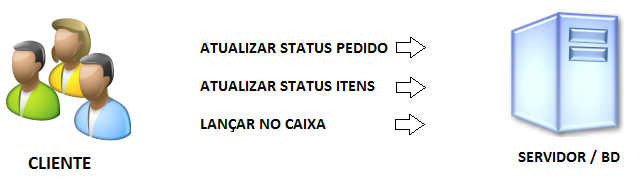 ATUALIZAR STATUS PEDIDO
ATUALIZAR STATUS ITENS
LANÇAR NO CAIXA
CLIENTE
SERVIDOR / BD